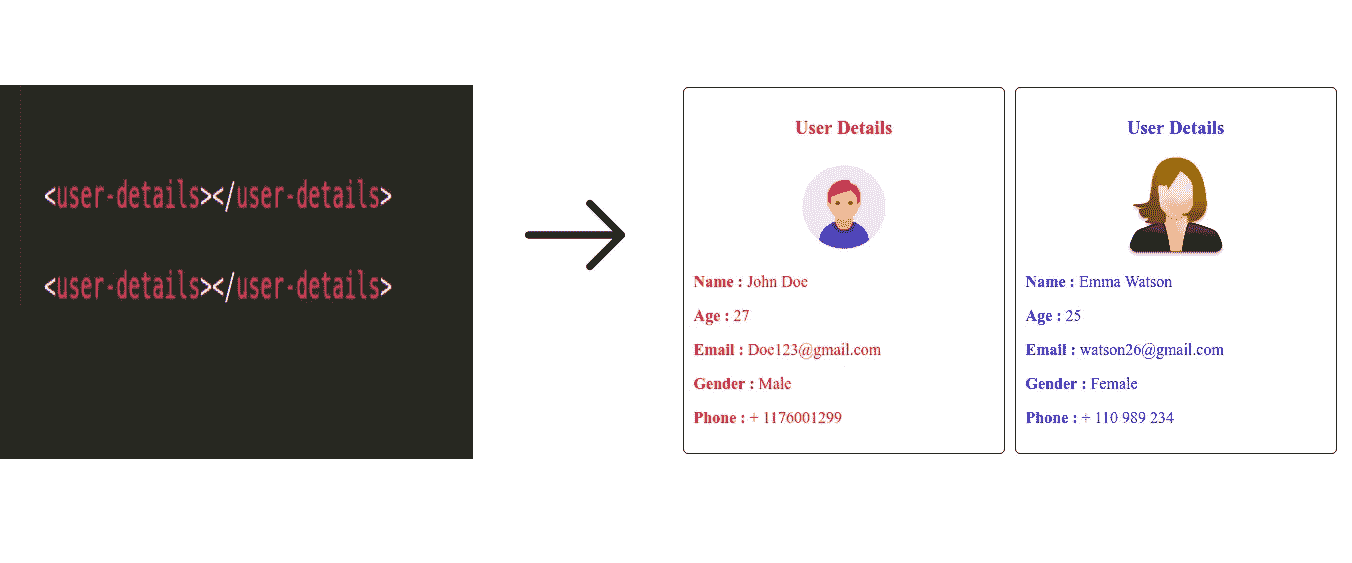 <user-details></user-details>
<user-details></user-details>
User Details
Name : John Doe
Age : 27
Email : Doe123@gmail.com
Gender : Male
Phone : + 1176001299
User Details
Name : Emma Watson
Age : 25
Email : watson26@gmail.com
Gender : Female
Phone : + 110 989 234